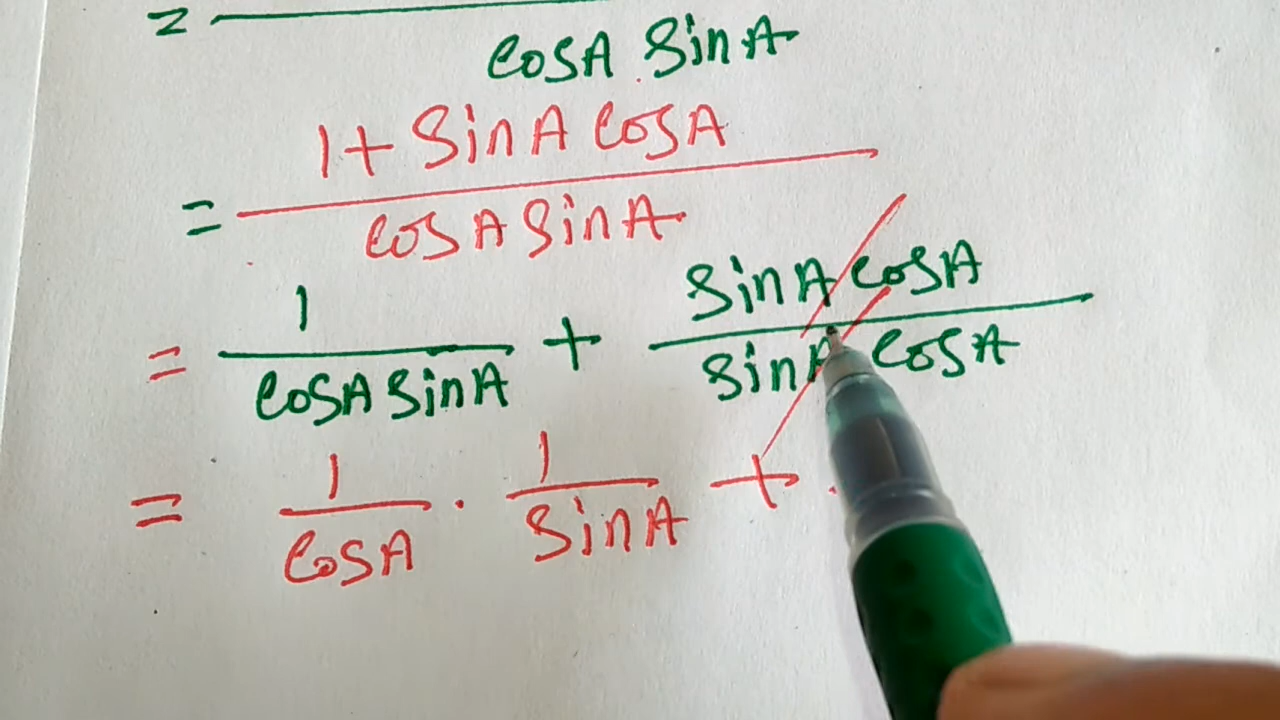 = ———
cosA sinA
1 + sinA cosA
= ———
cosA sinA
1 sinA cosA
= ——— + ———
cosA sinA sinA cosA
1 1
= ——— . ——— +
cosA sinA